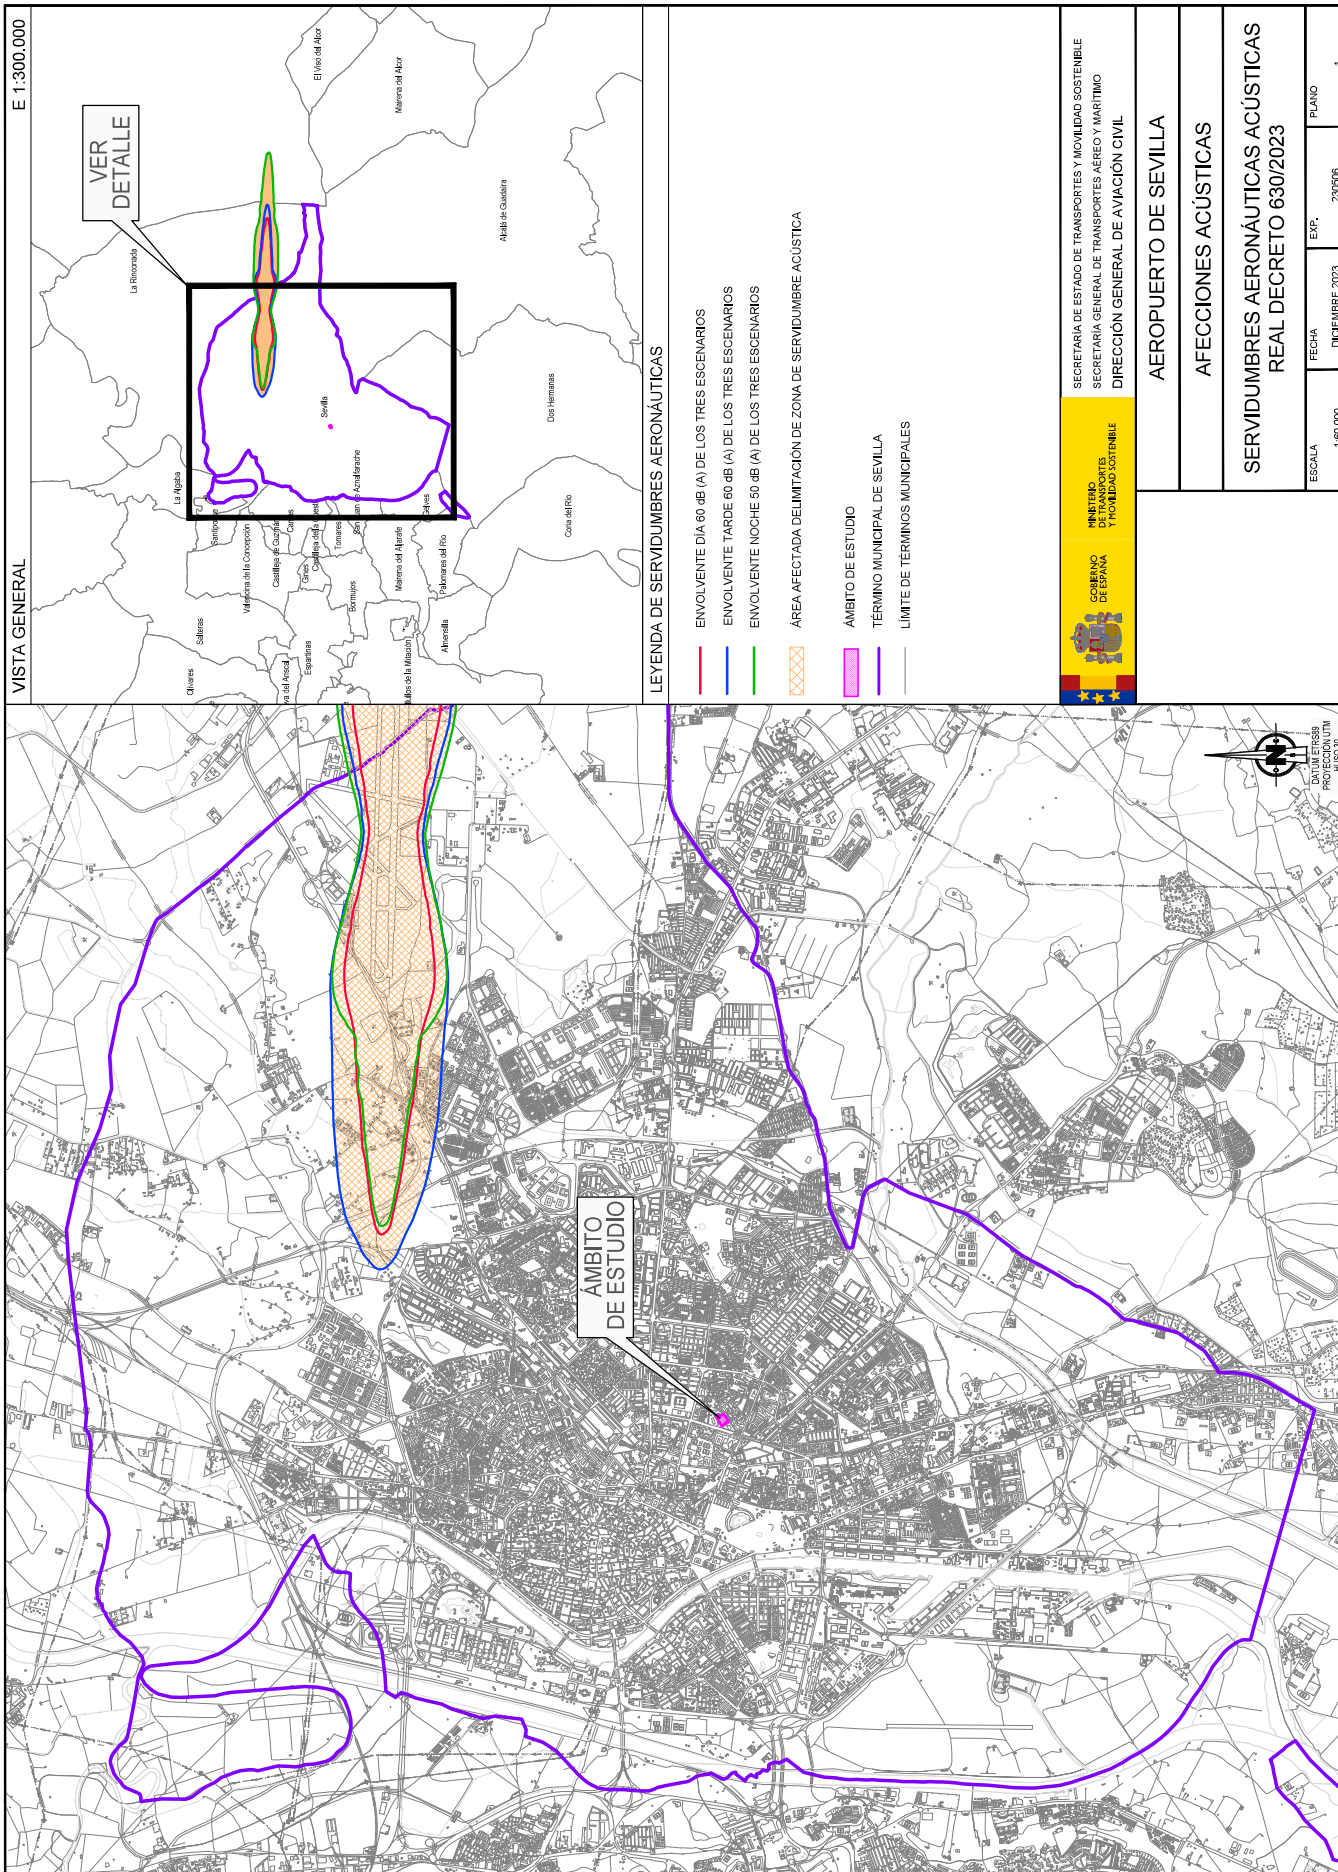 VISTA GENERAL
E 1:300.000
VER
DETALLE
El Viso del Alcor
Mairena del Alcor
La Rinconada
Alcalá de Guadaíra
Sevilla
Dos Hermanas
La Algaba
Santiponce
Valencina de la Concepción
Castilleja de Guzmán
Camas
Gines
Tomares
San Juan de Aznalfarache
Bormujos
Mairena del Aljarafe
Gelves
Palomares del Río
Coria del Río
Almensilla
Salteras
Olivares
Espartinas
LEYENDA DE SERVIDUMBRES AERONÁUTICAS
ENVOLVENTE DÍA 60 dB (A) DE LOS TRES ESCENARIOS
ENVOLVENTE TARDE 60 dB (A) DE LOS TRES ESCENARIOS
ENVOLVENTE NOCHE 50 dB (A) DE LOS TRES ESCENARIOS
ÁREA AFECTADA DELIMITACIÓN DE ZONA DE SERVIDUMBRE ACÚSTICA
ÁMBITO DE ESTUDIO
TÉRMINO MUNICIPAL DE SEVILLA
LÍMITE DE TÉRMINOS MUNICIPALES
GOBIERNO
DE ESPAÑA
MINISTERIO
DE TRANSPORTES
Y MOVILIDAD SOSTENIBLE
SECRETARÍA DE ESTADO DE TRANSPORTES Y MOVILIDAD SOSTENIBLE
SECRETARÍA GENERAL DE TRANSPORTES AÉREO Y MARÍTIMO
DIRECCIÓN GENERAL DE AVIACIÓN CIVIL
AEROPUERTO DE SEVILLA
AFECCIONES ACÚSTICAS
SERVIDUMBRES AERONÁUTICAS ACÚSTICAS
REAL DECRETO 630/2023
ESCALA
FECHA
DICIEMBRE 2023
EXP.
230506
PLANO
1
ÁMBITO
DE ESTUDIO
N
DATUM ETRS89
PROYECCIÓN UTM